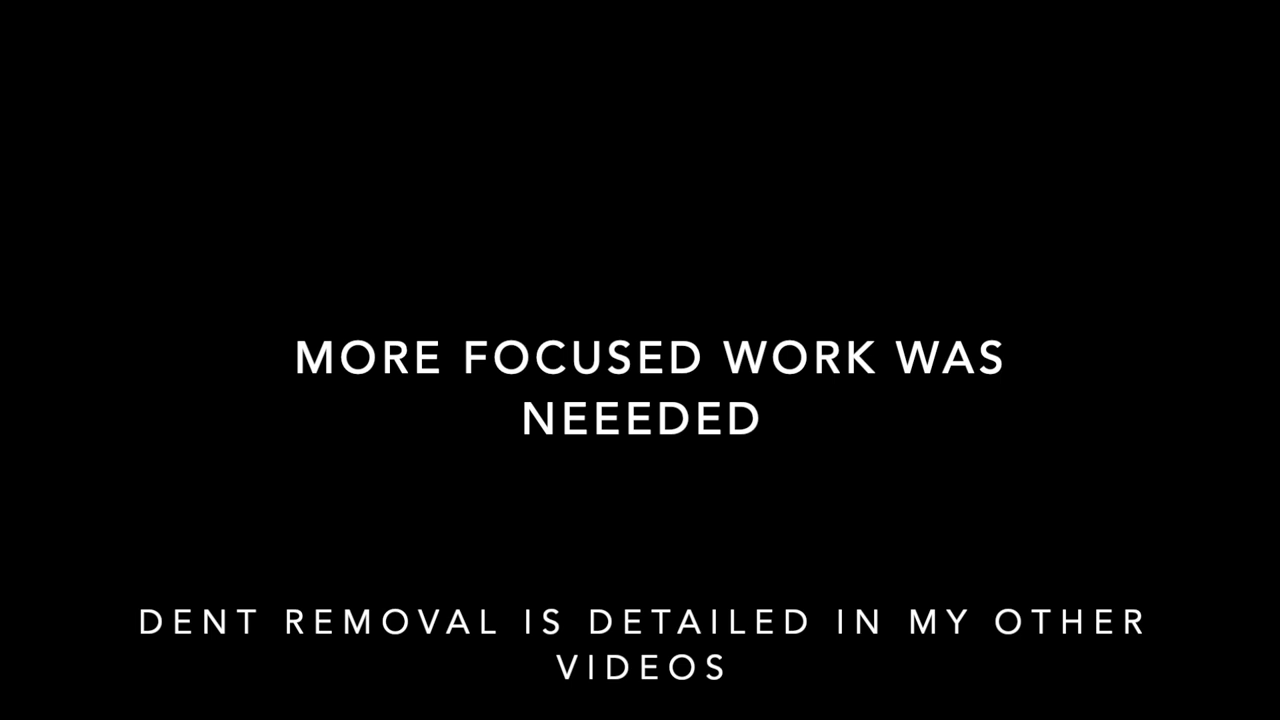 MORE FOCUSED WORK WAS
NEEEDED
DENT REMOVAL IS DETAILED IN MY OTHER
VIDEOS